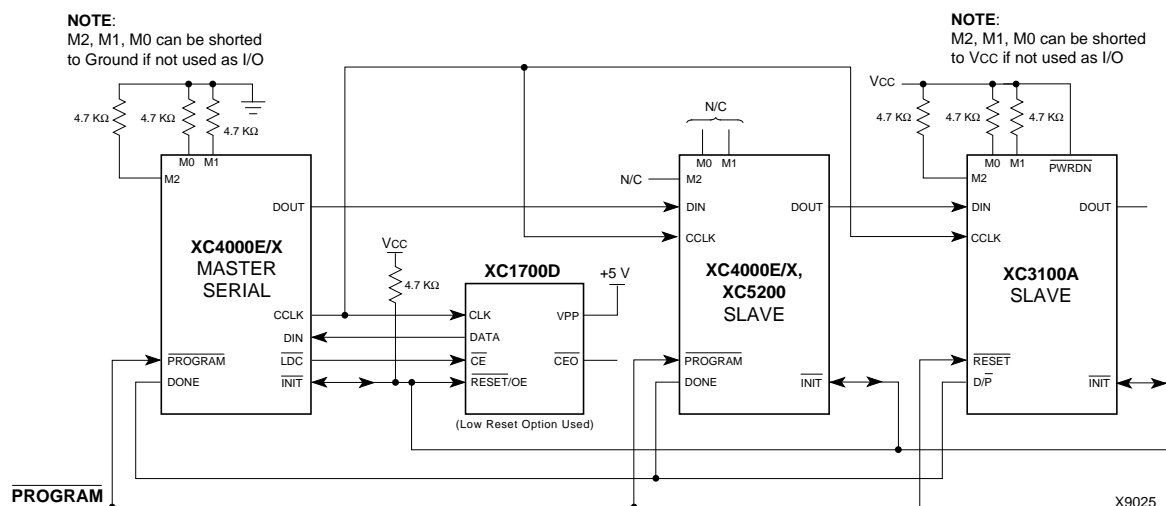 NOTE:
M2, M1, M0 can be shorted
to Ground if not used as I/O
NOTE:
M2, M1, M0 can be shorted
to VCC if not used as I/O
4.7 KΩ
4.7 KΩ
4.7 KΩ
M0 M1
M2
DOUT
XC4000E/X
MASTER
SERIAL
CCLK
DIN
PROGRAM
LDC
DONE
INIT
VCC
4.7 KΩ
XC1700D
+5 V
CLK
VPP
DATA
CE
CEO
RESET/OE
(Low Reset Option Used)
N/C
M0 M1
N/C
M2
DIN
DOUT
CCLK
XC4000E/X,
XC5200
SLAVE
PROGRAM
DONE
INIT
VCC
4.7 KΩ
4.7 KΩ
4.7 KΩ
M0 M1
PWRDN
M2
DIN
DOUT
CCLK
XC3100A
SLAVE
RESET
D/P
INIT
PROGRAM
X9025